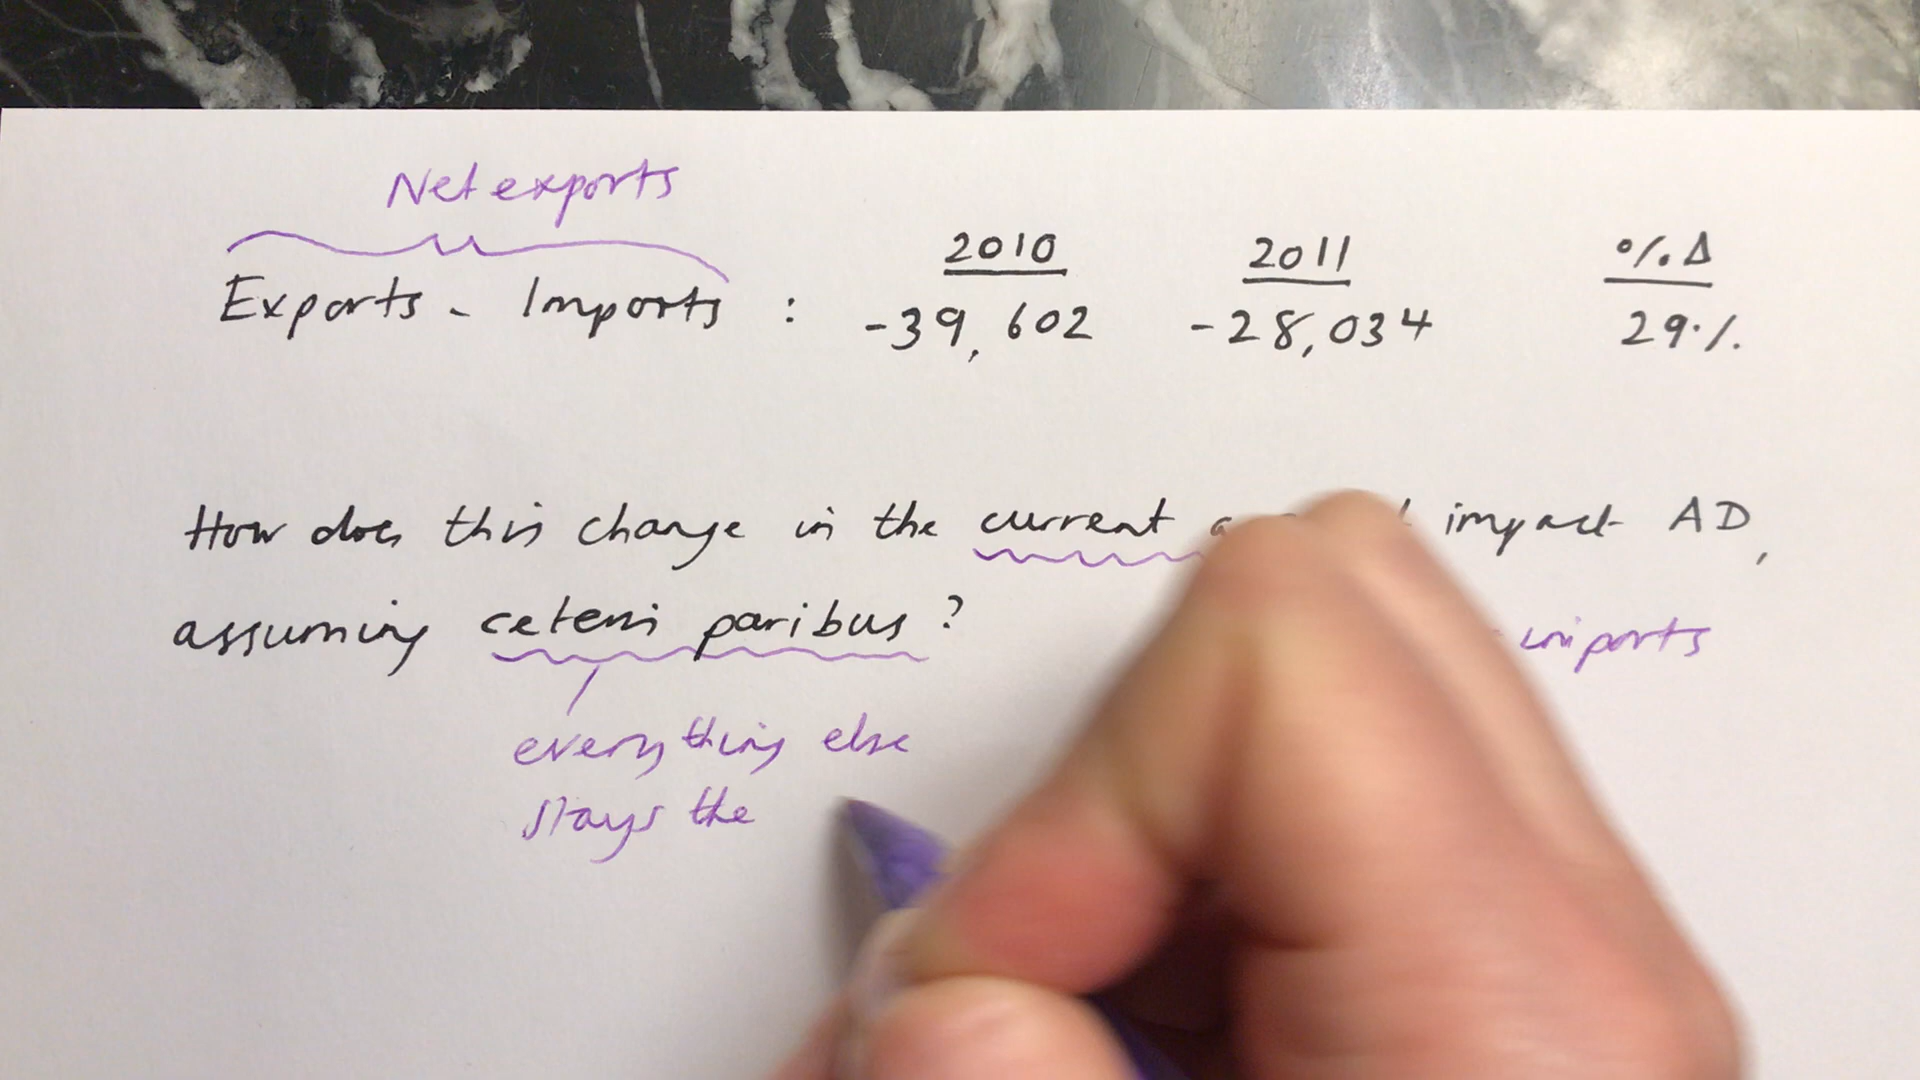 Net exports
2010 2011 % Δ
Exports - Imports : -39,602 -28,034 29%.
How does this change in the current impact AD,
assuming ceteris paribus?
imports
everything else
stays the